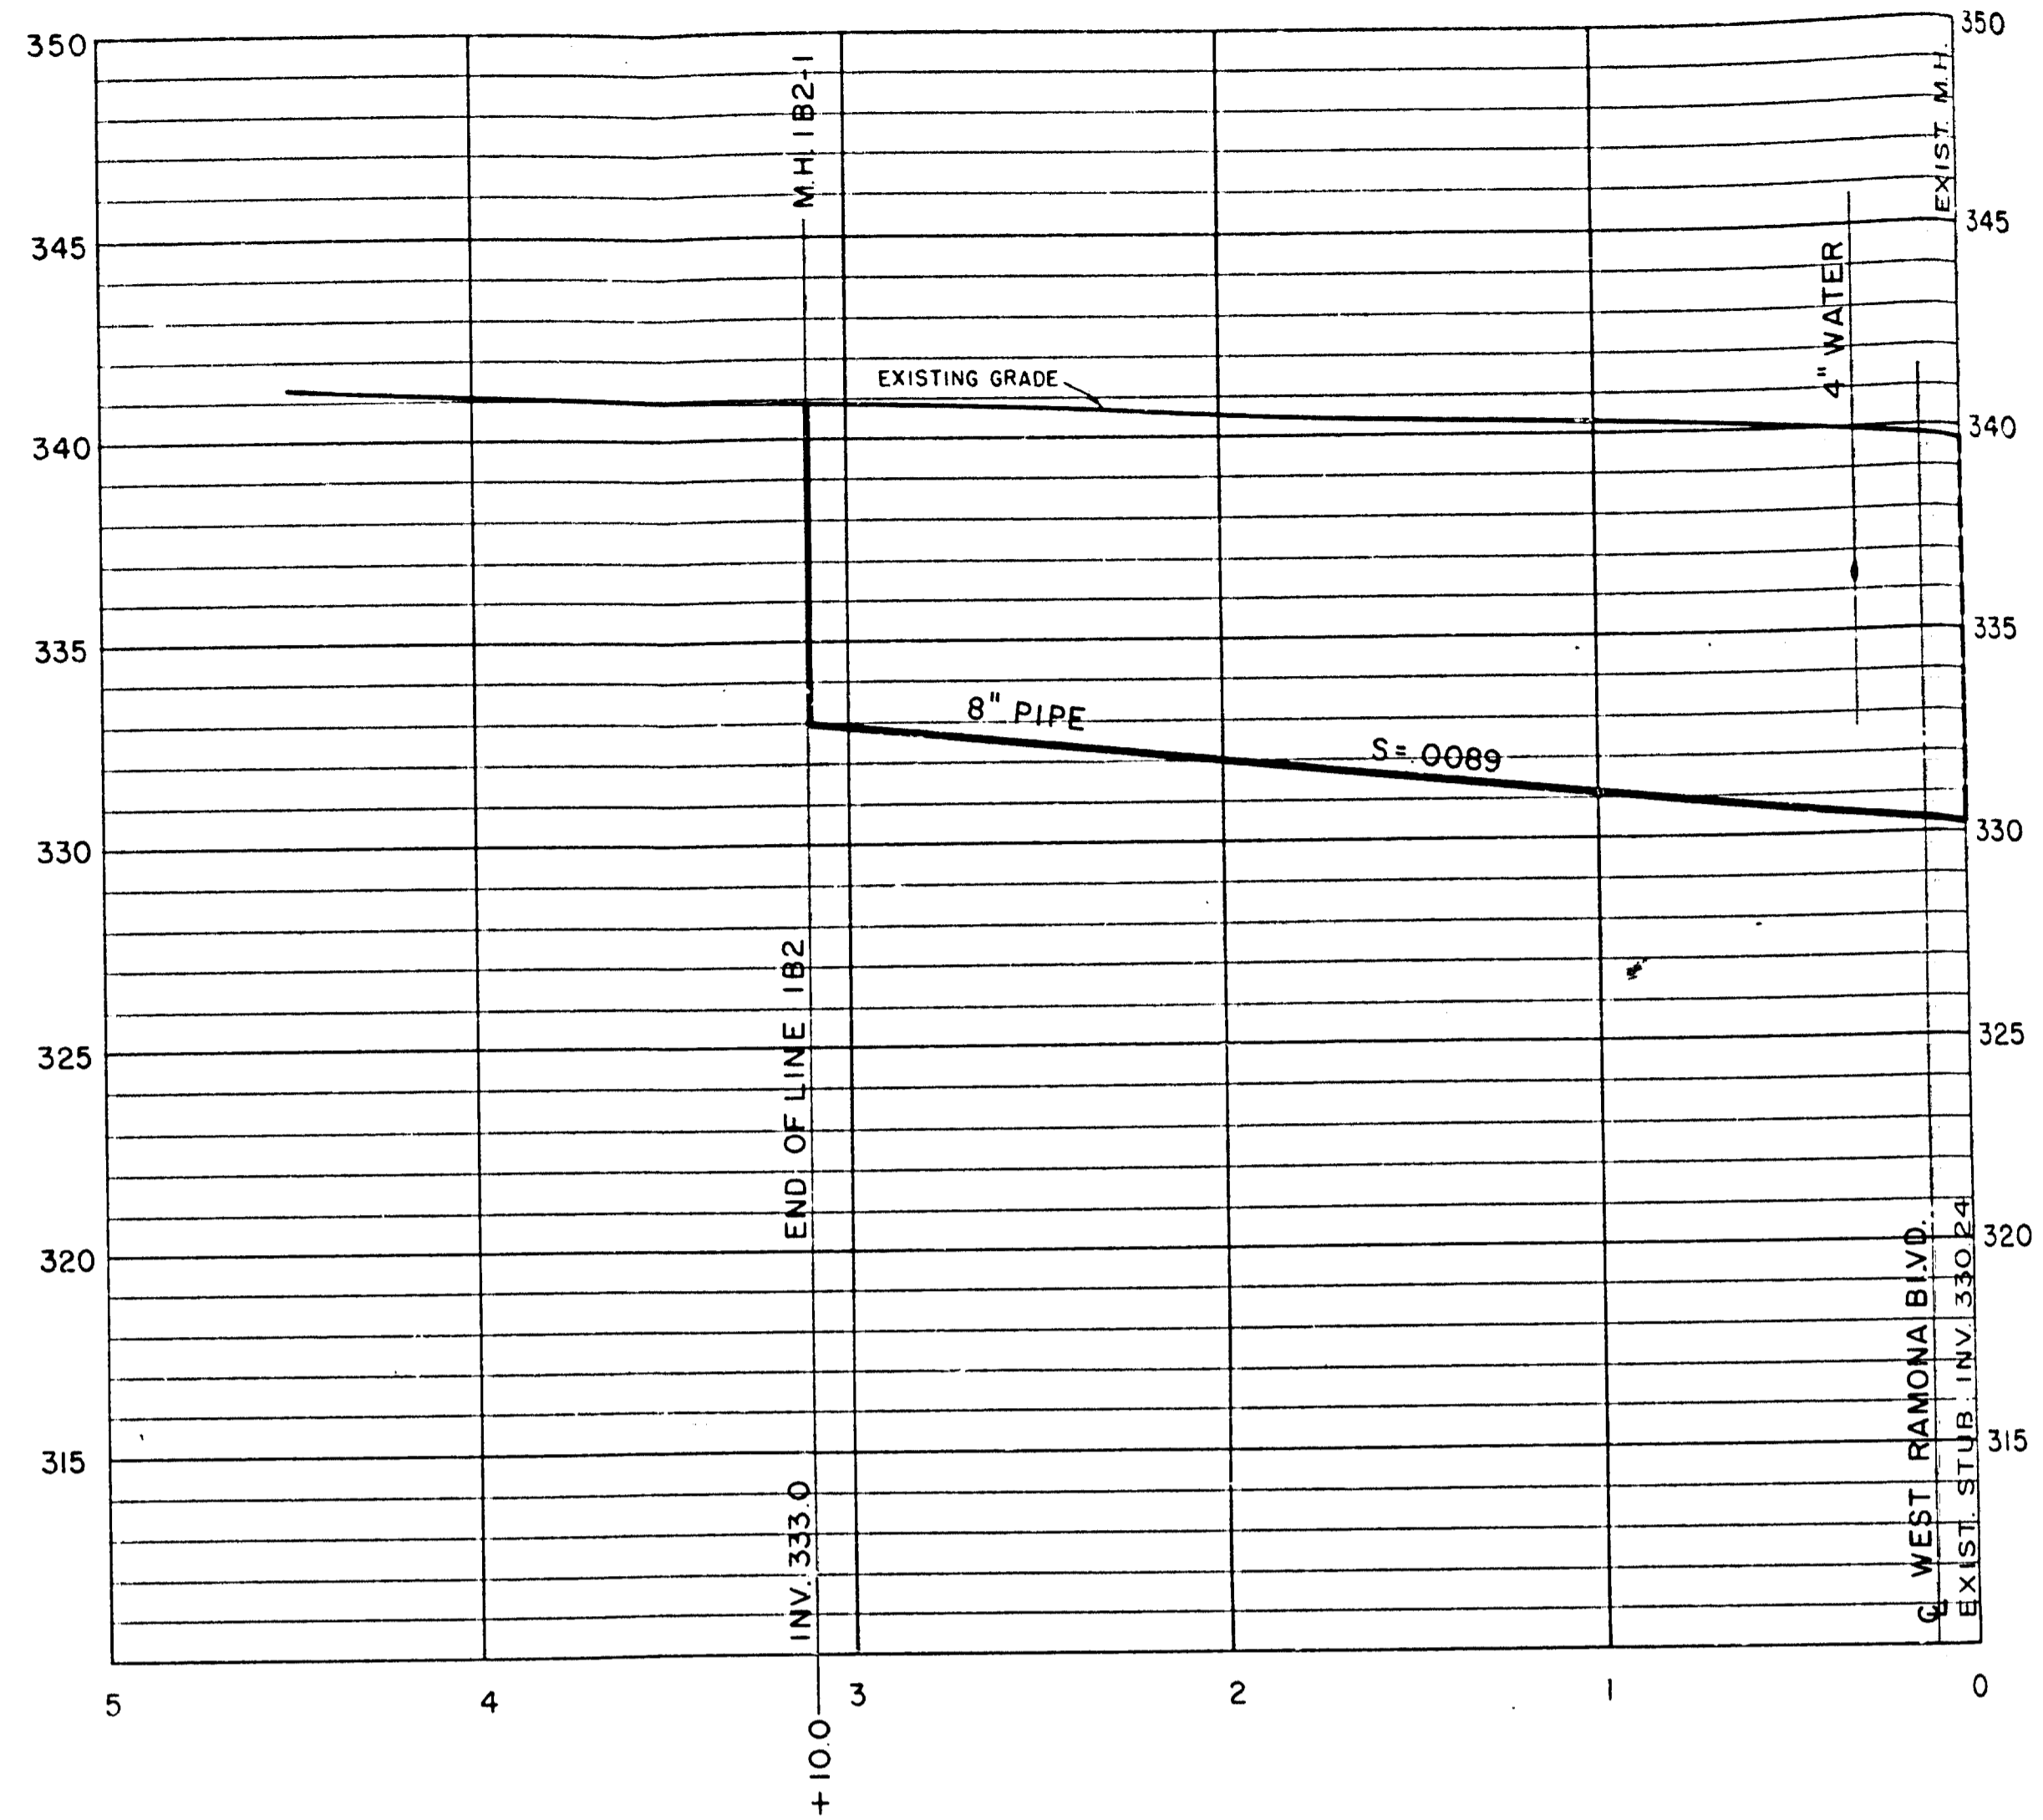 350
345
340
335
330
325
320
315
M.H. 1B2-1
EXISTING GRADE
4" WATER
EXIST. M.H.
350
345
340
335
330
325
320
315
8" PIPE
S=.0089
END OF LINE 1B2
INV. 333.0
℄ WEST RAMONA BLVD.
EXIST. STUB INV. 330.24
5
4
3
2
1
0
+10.0